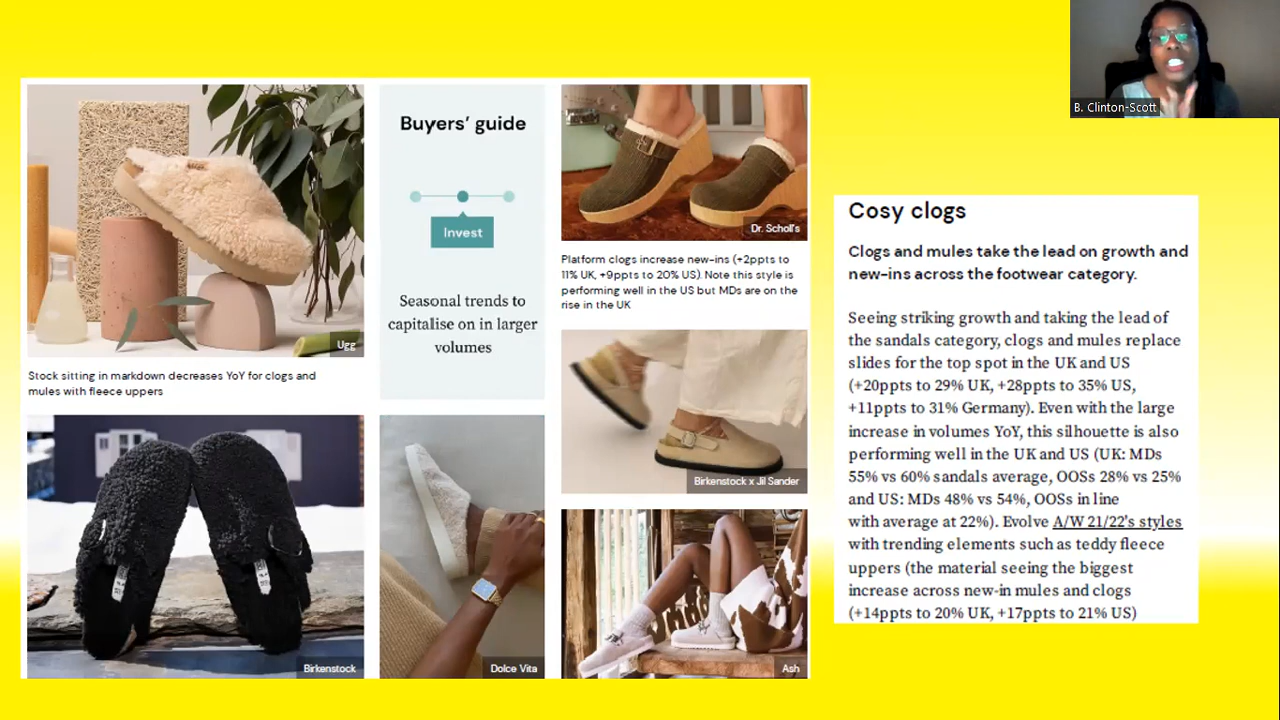 B. Clinton-Scott
Buyers' guide
Invest
Seasonal trends to
capitalise on in larger
volumes
Ugg
Stock sitting in markdown decreases YoY for clogs and
mules with fleece uppers
Dr. Scholl's
Platform clogs increase new-ins (+2ppts to
11% UK, +9ppts to 20% US). Note this style is
performing well in the US but MDs are on the
rise in the UK
Birkenstock x Jil Sander
Birkenstock
Dolce Vita
Ash
Cosy clogs
Clogs and mules take the lead on growth and
new-ins across the footwear category.
Seeing striking growth and taking the lead of
the sandals category, clogs and mules replace
slides for the top spot in the UK and US
(+20ppts to 29% UK, +28ppts to 35% US,
+11ppts to 31% Germany). Even with the large
increase in volumes YoY, this silhouette is also
performing well in the UK and US (UK: MDs
55% vs 60% sandals average, OOSs 28% vs 25%
and US: MDs 48% vs 54%, OOSs in line
with average at 22%). Evolve A/W 21/22's styles
with trending elements such as teddy fleece
uppers (the material seeing the biggest
increase across new-in mules and clogs
(+14ppts to 20% UK, +17ppts to 21% US)